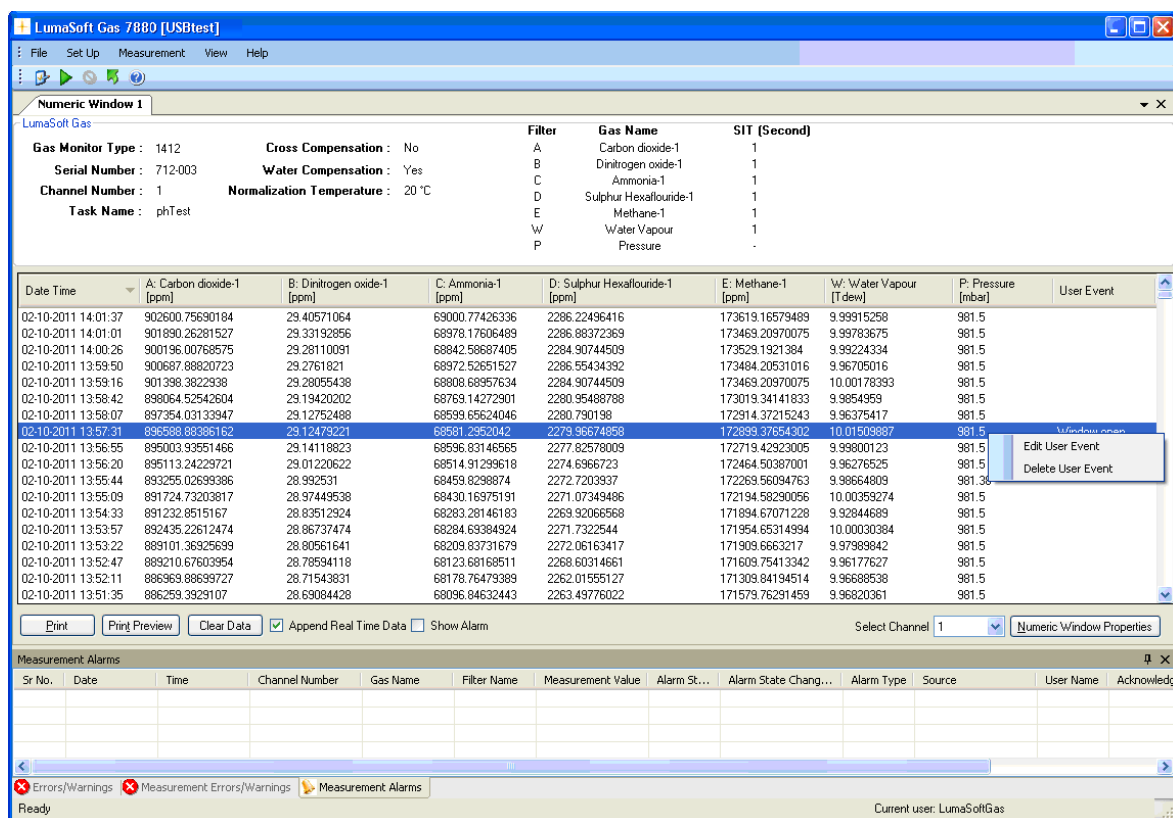 LumaSoft Gas 7880 [USBtest]
File Set Up Measurement View Help
Numeric Window 1
LumaSoft Gas
Filter Gas Name SIT (Second)
Gas Monitor Type : 1412 Cross Compensation : No A Carbon dioxide-1 1
B Dinitrogen oxide-1 1
Serial Number : 712-003 Water Compensation : Yes C Ammonia-1 1
Channel Number : 1 Normalization Temperature : 20 °C D Sulphur Hexaflouride-1 1
Task Name : phTest E Methane-1 1
W Water Vapour 1
P Pressure -
Date Time A: Carbon dioxide-1 [ppm] B: Dinitrogen oxide-1 [ppm] C: Ammonia-1 [ppm] D: Sulphur Hexaflouride-1 [ppm] E: Methane-1 [ppm] W: Water Vapour [Tdew] P: Pressure [mbar] User Event
02-10-2011 14:01:37 902600.75690184 29.40571064 69000.77426336 2286.22496416 173619.16579489 9.99915258 981.5
02-10-2011 14:01:01 901890.26281527 29.33192856 68978.17606489 2286.88372369 173469.20970075 9.99783675 981.5
02-10-2011 14:00:26 900196.00768575 29.28110091 68842.58687405 2284.90744509 173529.1921384 9.99224334 981.5
02-10-2011 13:59:50 900687.88820723 29.2761821 68972.52651527 2286.55434392 173484.20531016 9.96705016 981.5
02-10-2011 13:59:16 901398.3822938 29.28055438 68808.68957634 2284.90744509 173469.20970075 10.00178393 981.5
02-10-2011 13:58:42 898064.52542604 29.19420202 68769.14272901 2280.95488788 173019.34141833 9.9854959 981.5
02-10-2011 13:58:07 897354.03133947 29.12752488 68599.65624046 2280.790198 172914.37215243 9.96375417 981.5
02-10-2011 13:57:31 896588.88386162 29.12479221 68581.2952042 2279.96674858 172899.37654302 10.01509887 981.5 Window open
02-10-2011 13:56:55 895003.93551466 29.14118823 68596.83146565 2277.82578009 172719.42923005 9.99800123 981.5 Edit User Event
02-10-2011 13:56:20 895113.24229721 29.01220622 68514.91299618 2274.6966723 172464.50387001 9.96276525 981.5 Delete User Event
02-10-2011 13:55:44 893255.02699386 28.992531 68459.8298874 2272.7203937 172269.56094763 9.98664809 981.38
02-10-2011 13:55:09 891724.73203817 28.97449538 68430.16975191 2271.07349486 172194.58290056 10.00359274 981.5
02-10-2011 13:54:33 891232.8515167 28.83512924 68283.28146183 2269.92066568 171894.67071228 9.92844689 981.5
02-10-2011 13:53:57 892435.22612474 28.86737474 68284.69384924 2271.7322544 171954.65314994 10.00030384 981.5
02-10-2011 13:53:22 889101.36925699 28.80561641 68209.83731679 2272.06163417 171909.6663217 9.97989842 981.5
02-10-2011 13:52:47 889210.67603954 28.78594118 68123.68168511 2268.60314661 171609.75413342 9.96177627 981.5
02-10-2011 13:52:11 886969.88699727 28.71543831 68178.76479389 2262.01555127 171309.84194514 9.96688538 981.5
02-10-2011 13:51:35 886259.3929107 28.69084428 68096.84632443 2263.49776022 171579.76291459 9.96820361 981.5
Print Print Preview Clear Data Append Real Time Data Show Alarm Select Channel 1 Numeric Window Properties
Measurement Alarms
Sr No. Date Time Channel Number Gas Name Filter Name Measurement Value Alarm St... Alarm State Chang... Alarm Type Source User Name Acknowledg
Errors/Warnings Measurement Errors/Warnings Measurement Alarms
Ready Current user: LumaSoftGas